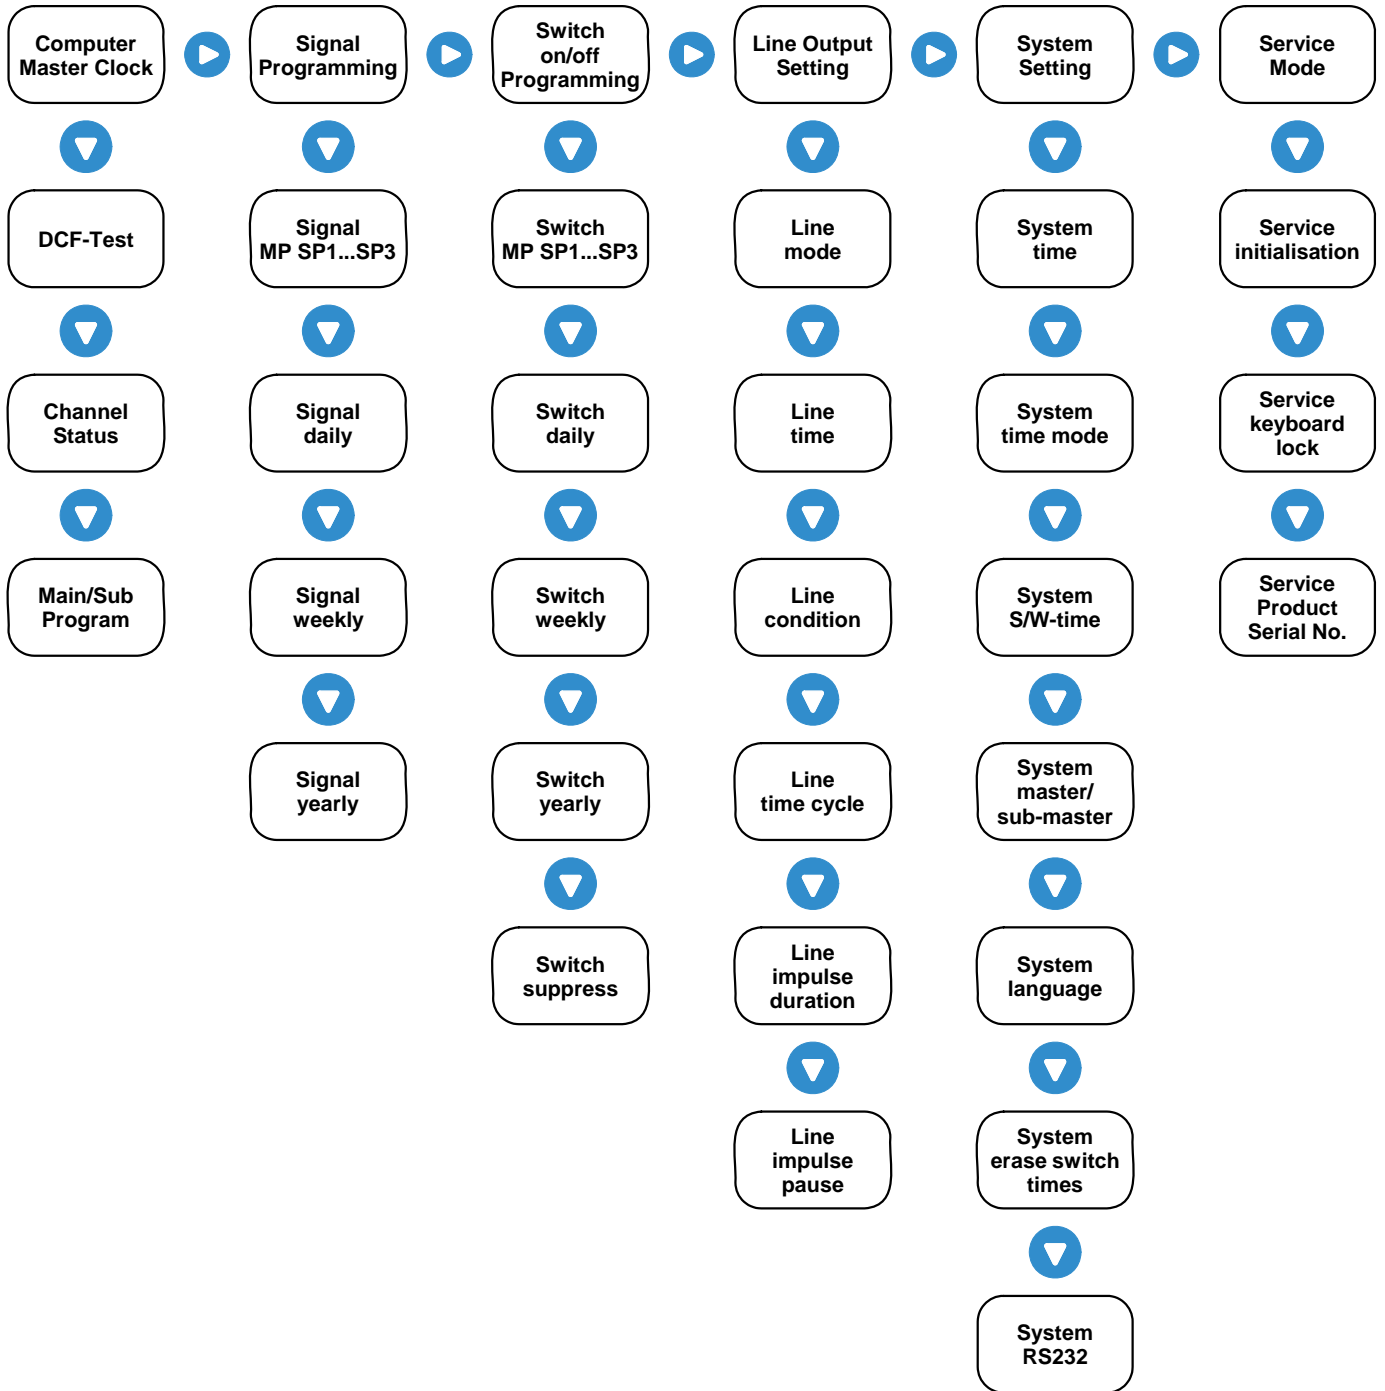 Computer
Master Clock
Signal
Programming
Switch
on/off
Programming
Line Output
Setting
System
Setting
Service
Mode
DCF-Test
Signal
MP SP1...SP3
Switch
MP SP1...SP3
Line
mode
System
time
Service
initialisation
Channel
Status
Signal
daily
Switch
daily
Line
time
System
time mode
Service
keyboard
lock
Main/Sub
Program
Signal
weekly
Switch
weekly
Line
condition
System
S/W-time
Service
Product
Serial No.
Signal
yearly
Switch
yearly
Line
time cycle
System
master/
sub-master
Switch
suppress
Line
impulse
duration
System
language
Line
impulse
pause
System
erase switch
times
System
RS232